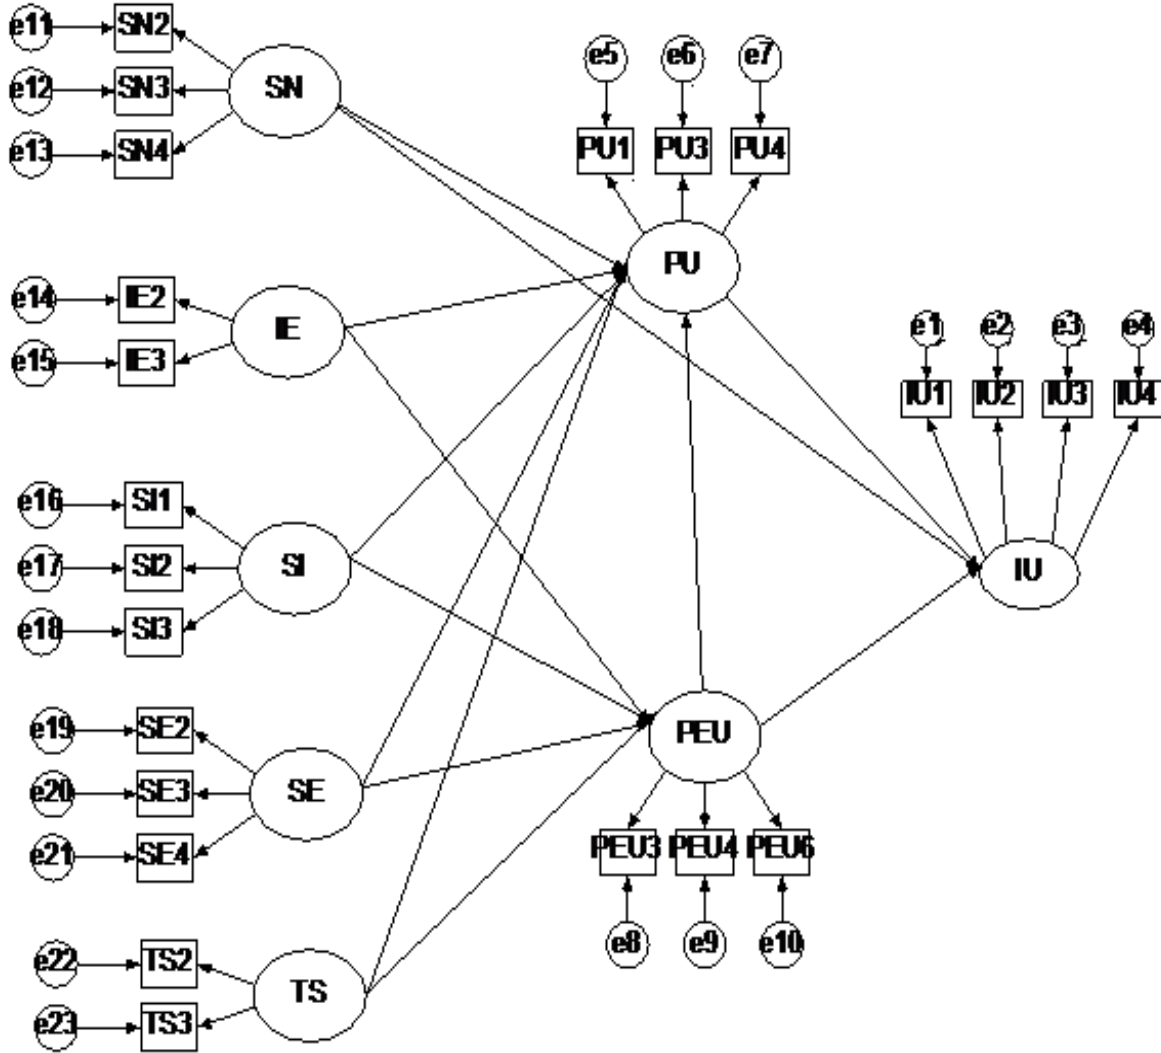 e11 SN2
e12 SN3 SN
e13 SN4
e5 e6 e7
PU1 PU3 PU4
PU
e14 IE2
IE
e15 IE3
e1 e2 e3 e4
IU1 IU2 IU3 IU4
e16 SI1
e17 SI2 SI
IU
e18 SI3
e19 SE2
PEU
e20 SE3 SE
e21 SE4
PEU3 PEU4 PEU6
e8 e9 e10
e22 TS2
TS
e23 TS3